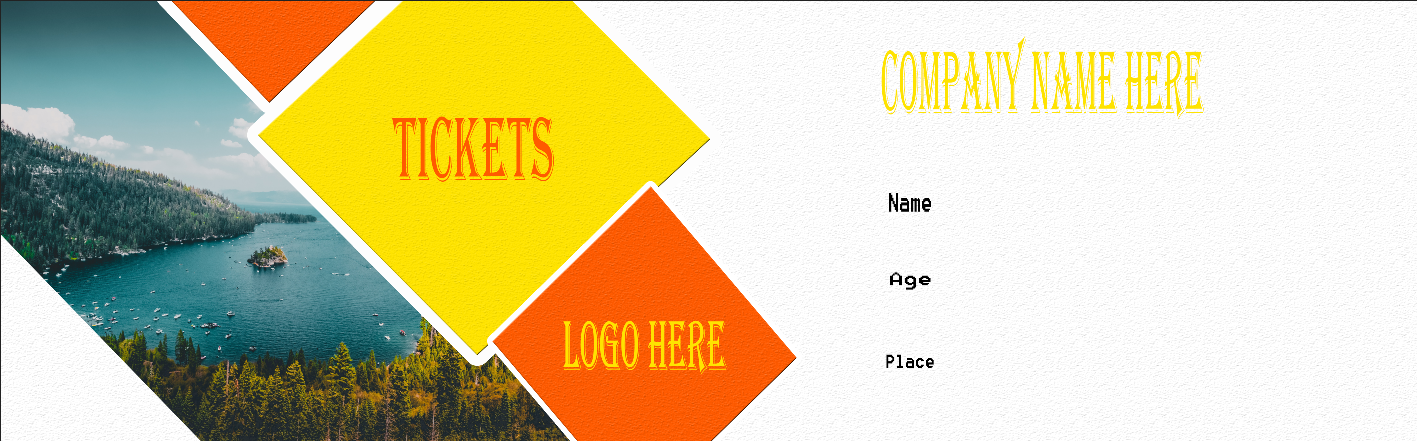 TICKETS
LOGO HERE
COMPANY NAME HERE
Name
Age
Place